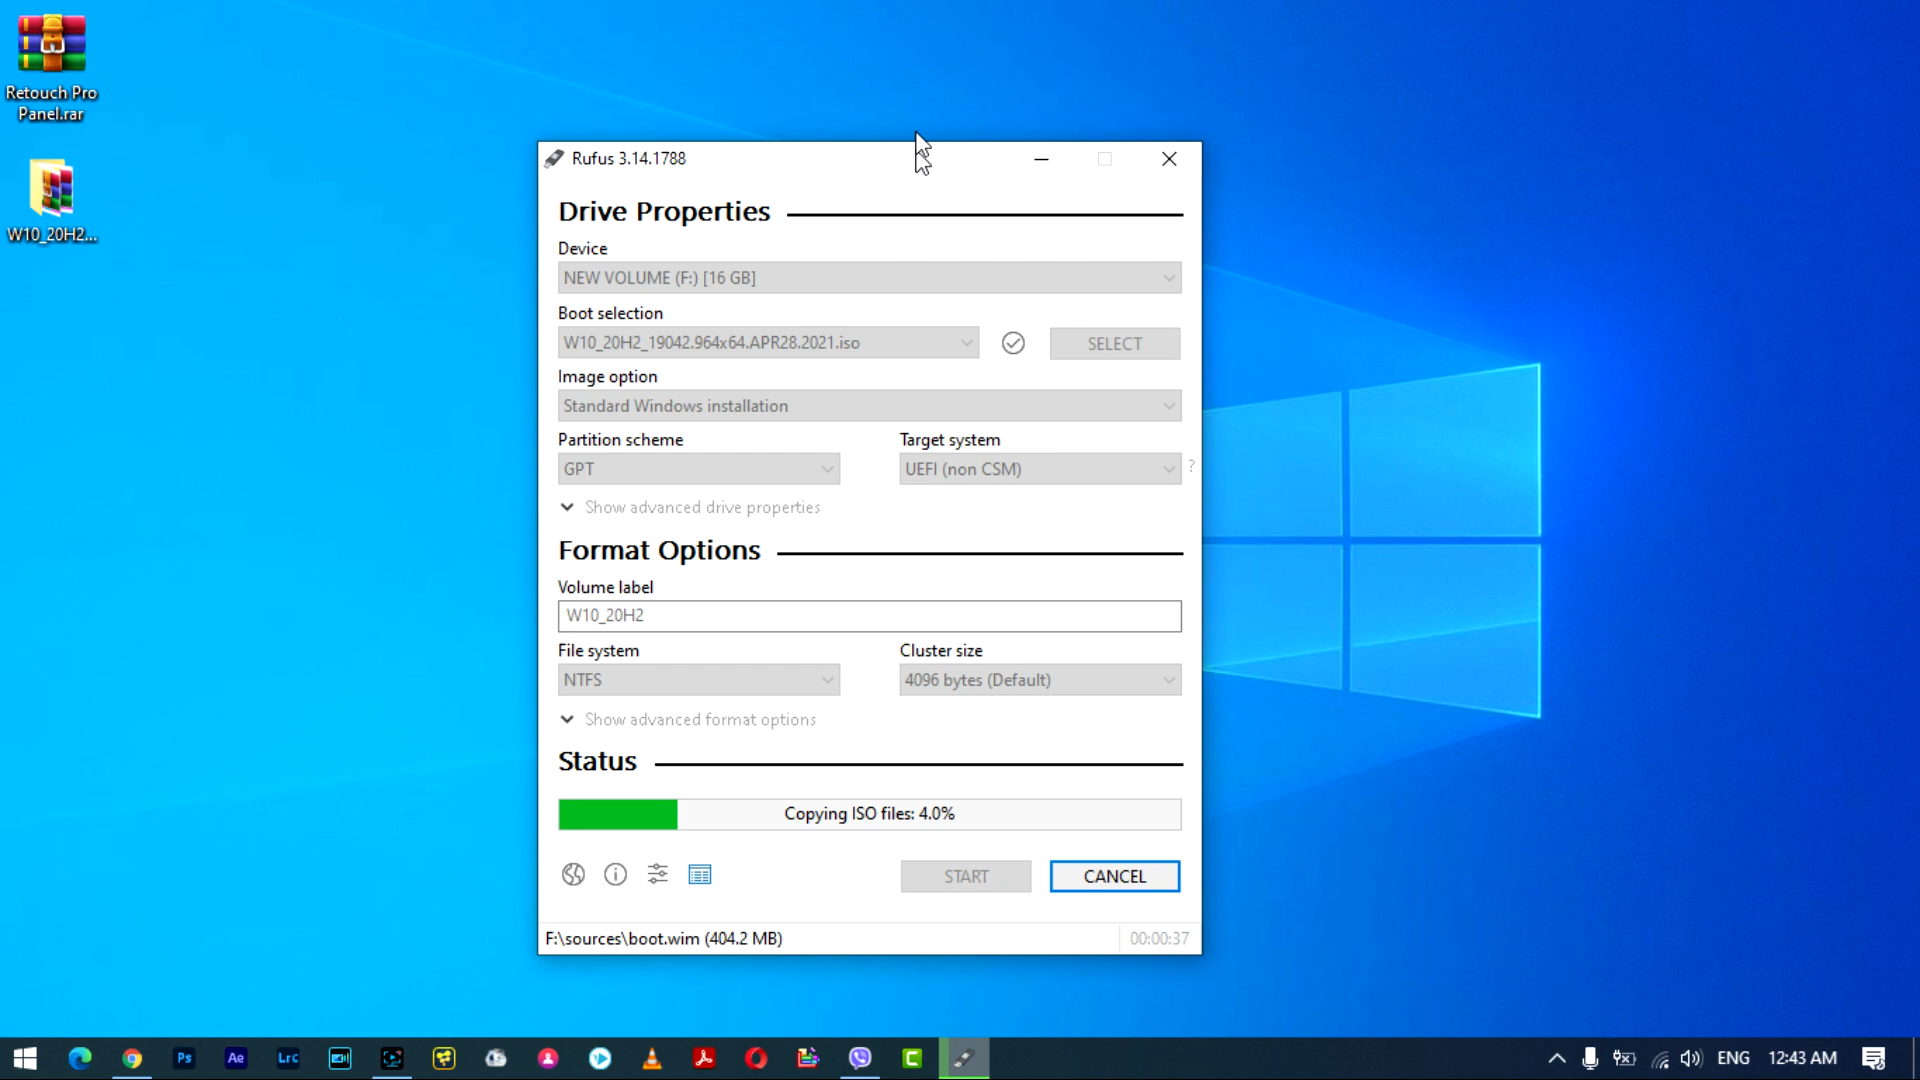 Retouch Pro
Panel.rar
W10_20H2...
Rufus 3.14.1788
Drive Properties
Device
NEW VOLUME (F:) [16 GB]
Boot selection
W10_20H2_19042.964x64.APR28.2021.iso
SELECT
Image option
Standard Windows installation
Partition scheme
Target system
GPT
UEFI (non CSM)
?
Show advanced drive properties
Format Options
Volume label
W10_20H2
File system
Cluster size
NTFS
4096 bytes (Default)
Show advanced format options
Status
Copying ISO files: 4.0%
START
CANCEL
F:\sources\boot.wim (404.2 MB)
00:00:37
Ps
Ae
Lrc
ENG
12:43 AM